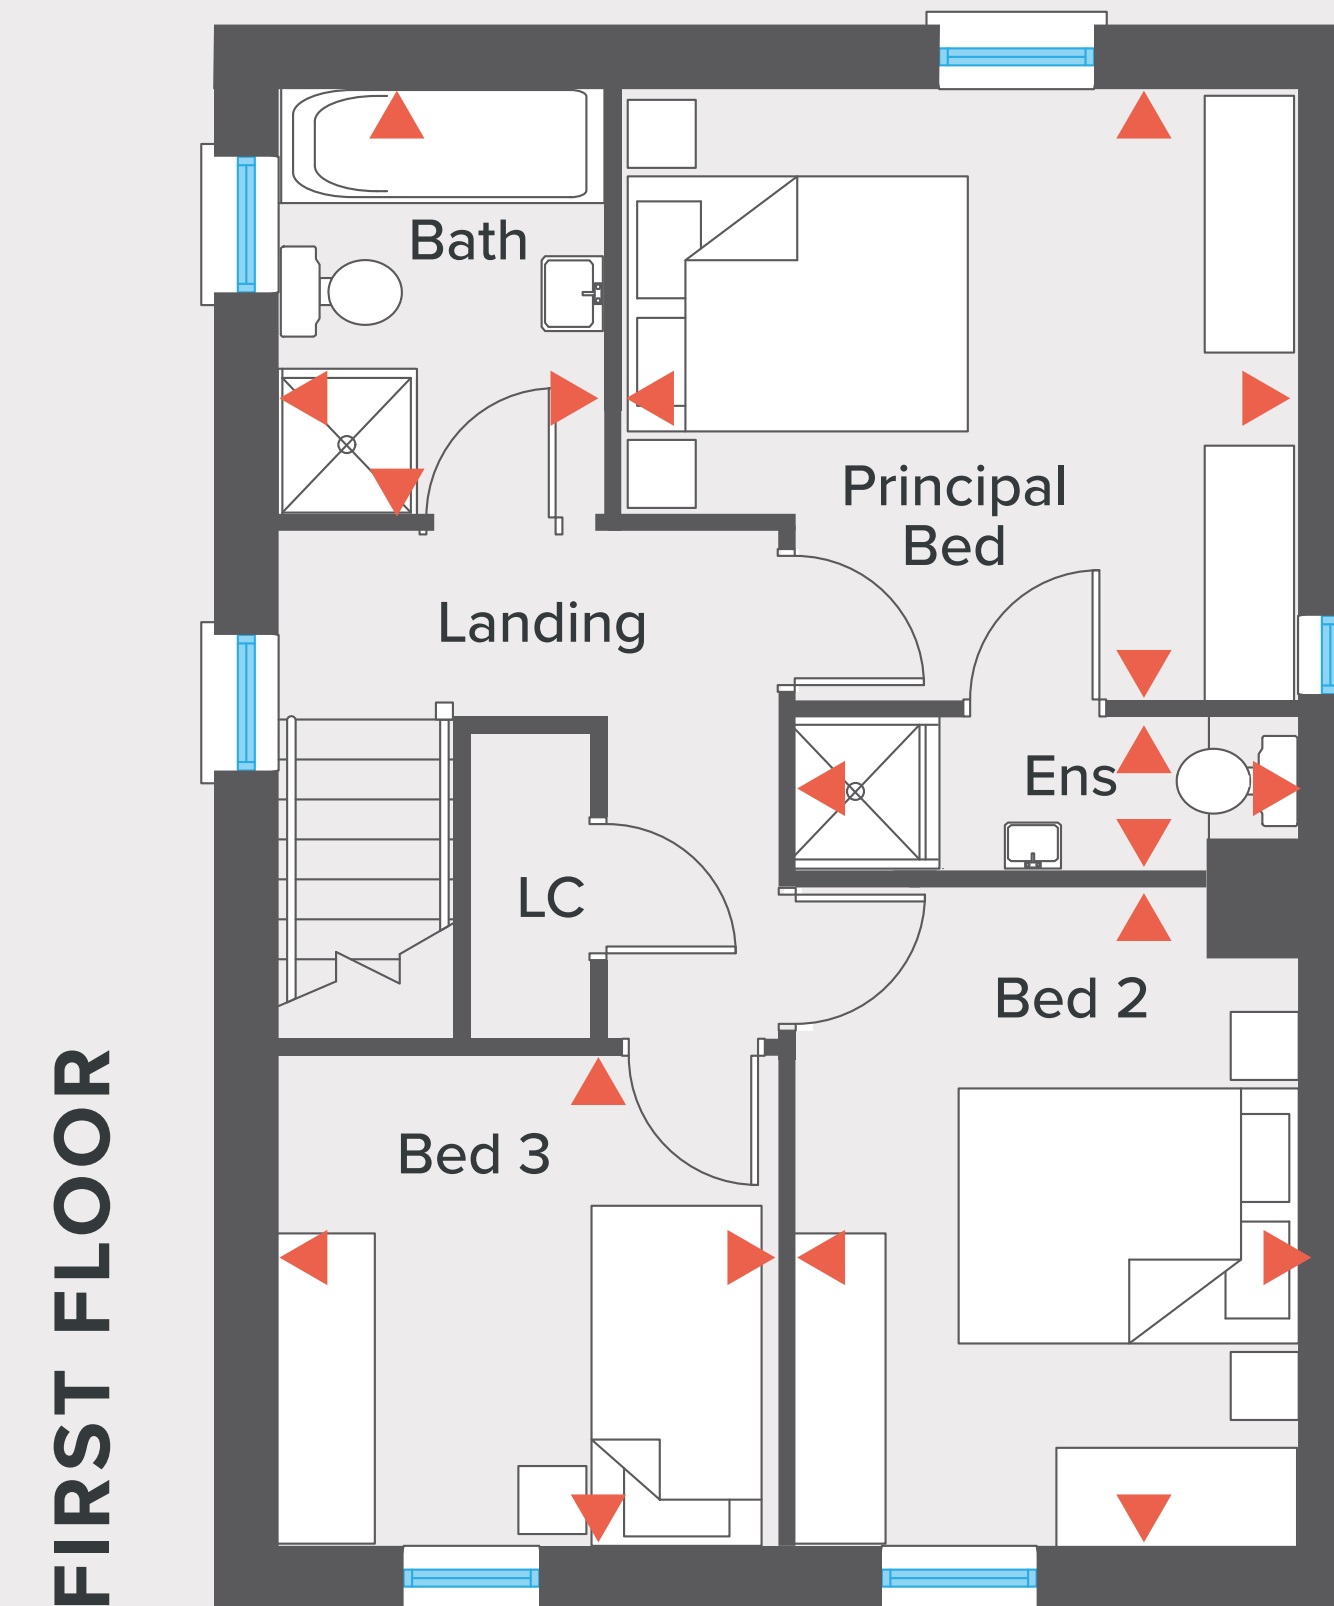 Bath
Principal
Bed
Landing
Ens
LC
Bed 2
Bed 3
FIRST FLOOR